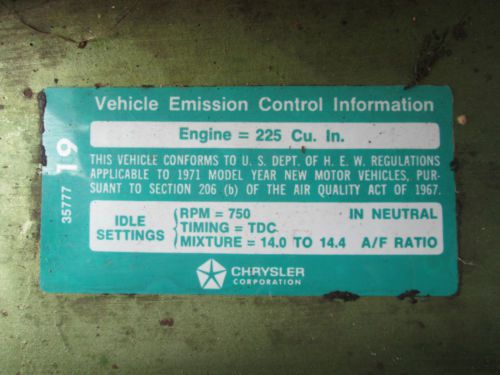 Vehicle Emission Control Information
Engine = 225 Cu. In.
THIS VEHICLE CONFORMS TO U. S. DEPT. OF H. E. W. REGULATIONS
APPLICABLE TO 1971 MODEL YEAR NEW MOTOR VEHICLES, PUR-
SUANT TO SECTION 206 (b) OF THE AIR QUALITY ACT OF 1967.
35777 19
IDLE SETTINGS
RPM = 750 IN NEUTRAL
TIMING = TDC
MIXTURE = 14.0 TO 14.4 A/F RATIO
CHRYSLER
CORPORATION